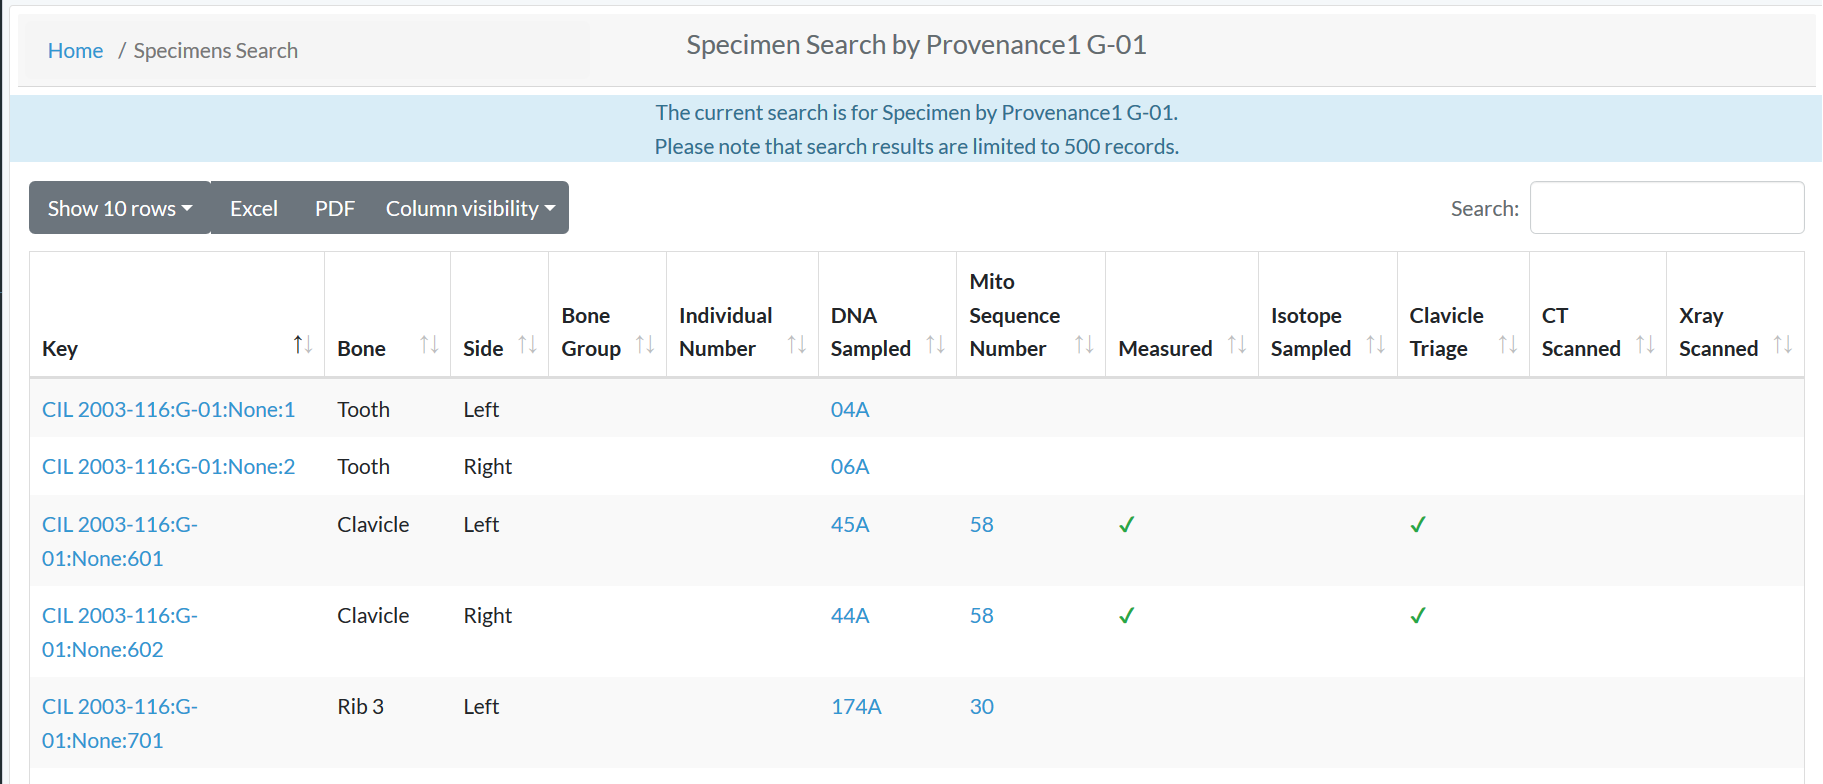 Home / Specimens Search
Specimen Search by Provenance1 G-01
The current search is for Specimen by Provenance1 G-01.
Please note that search results are limited to 500 records.
Show 10 rows Excel PDF Column visibility
Search:
Key Bone Side Bone Group Individual Number DNA Sampled Mito Sequence Number Measured Isotope Sampled Clavicle Triage CT Scanned Xray Scanned
CIL 2003-116:G-01:None:1 Tooth Left 04A
CIL 2003-116:G-01:None:2 Tooth Right 06A
CIL 2003-116:G-01:None:601 Clavicle Left 45A 58 ✓ ✓
CIL 2003-116:G-01:None:602 Clavicle Right 44A 58 ✓ ✓
CIL 2003-116:G-01:None:701 Rib 3 Left 174A 30